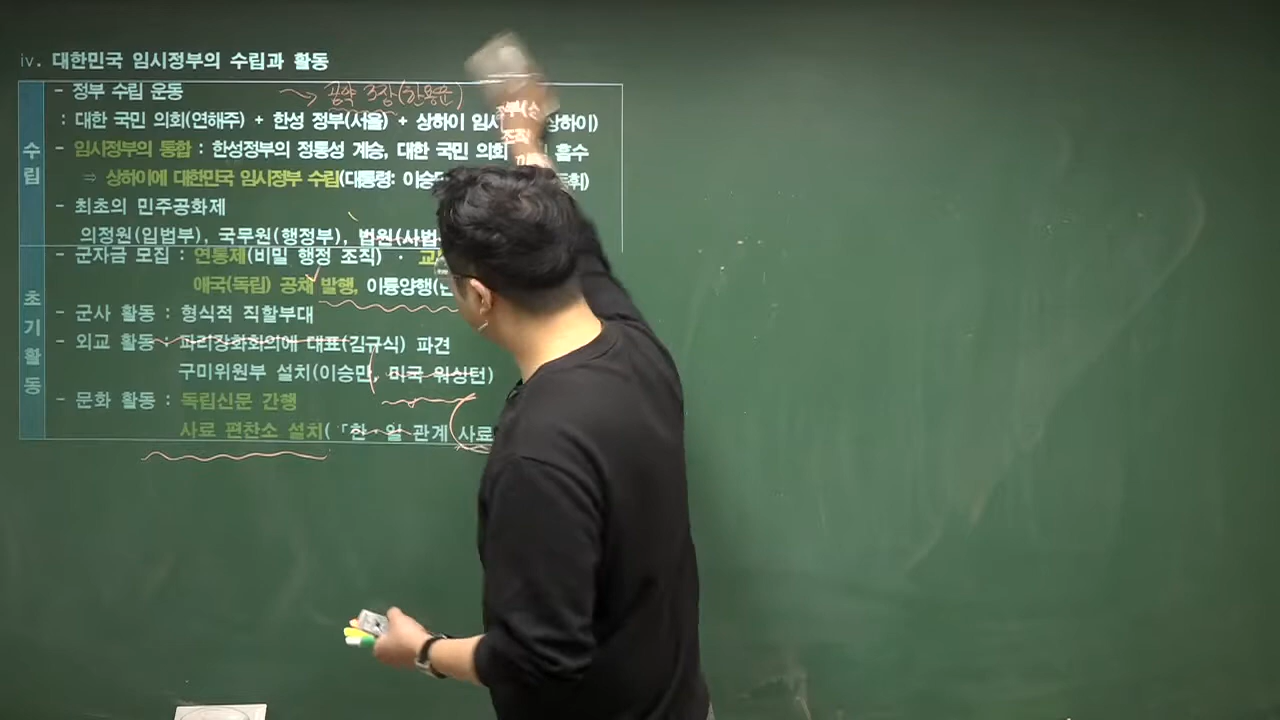 iv. 대한민국 임시정부의 수립과 활동
수립
- 정부 수립 운동
공약 3장(한용운)
: 대한 국민 의회(연해주) + 한성 정부(서울) + 상하이 임시 상하이)
- 임시정부의 통합 : 한성정부의 정통성 계승, 대한 국민 의회 흡수
⇒ 상하이에 대한민국 임시정부 수립(대통령: 이승
- 최초의 민주공화제
의정원(입법부), 국무원(행정부), 법원(사법
초기활동
- 군자금 모집 : 연통제(비밀 행정 조직) ·
애국(독립) 공채 발행, 이륭양행(
- 군사 활동 : 형식적 직할부대
- 외교 활동 : 파리강화회의에 대표(김규식) 파견
구미위원부 설치(이승만, 미국 워싱턴)
- 문화 활동 : 독립신문 간행
사료 편찬소 설치(「한·일 관계 사료